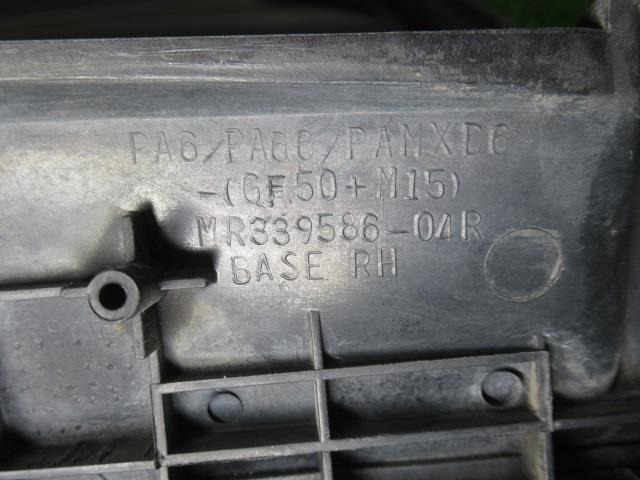 PA6/PA66/PAMXD6
-(GF50+M15)
MR339586-04R
BASE RH